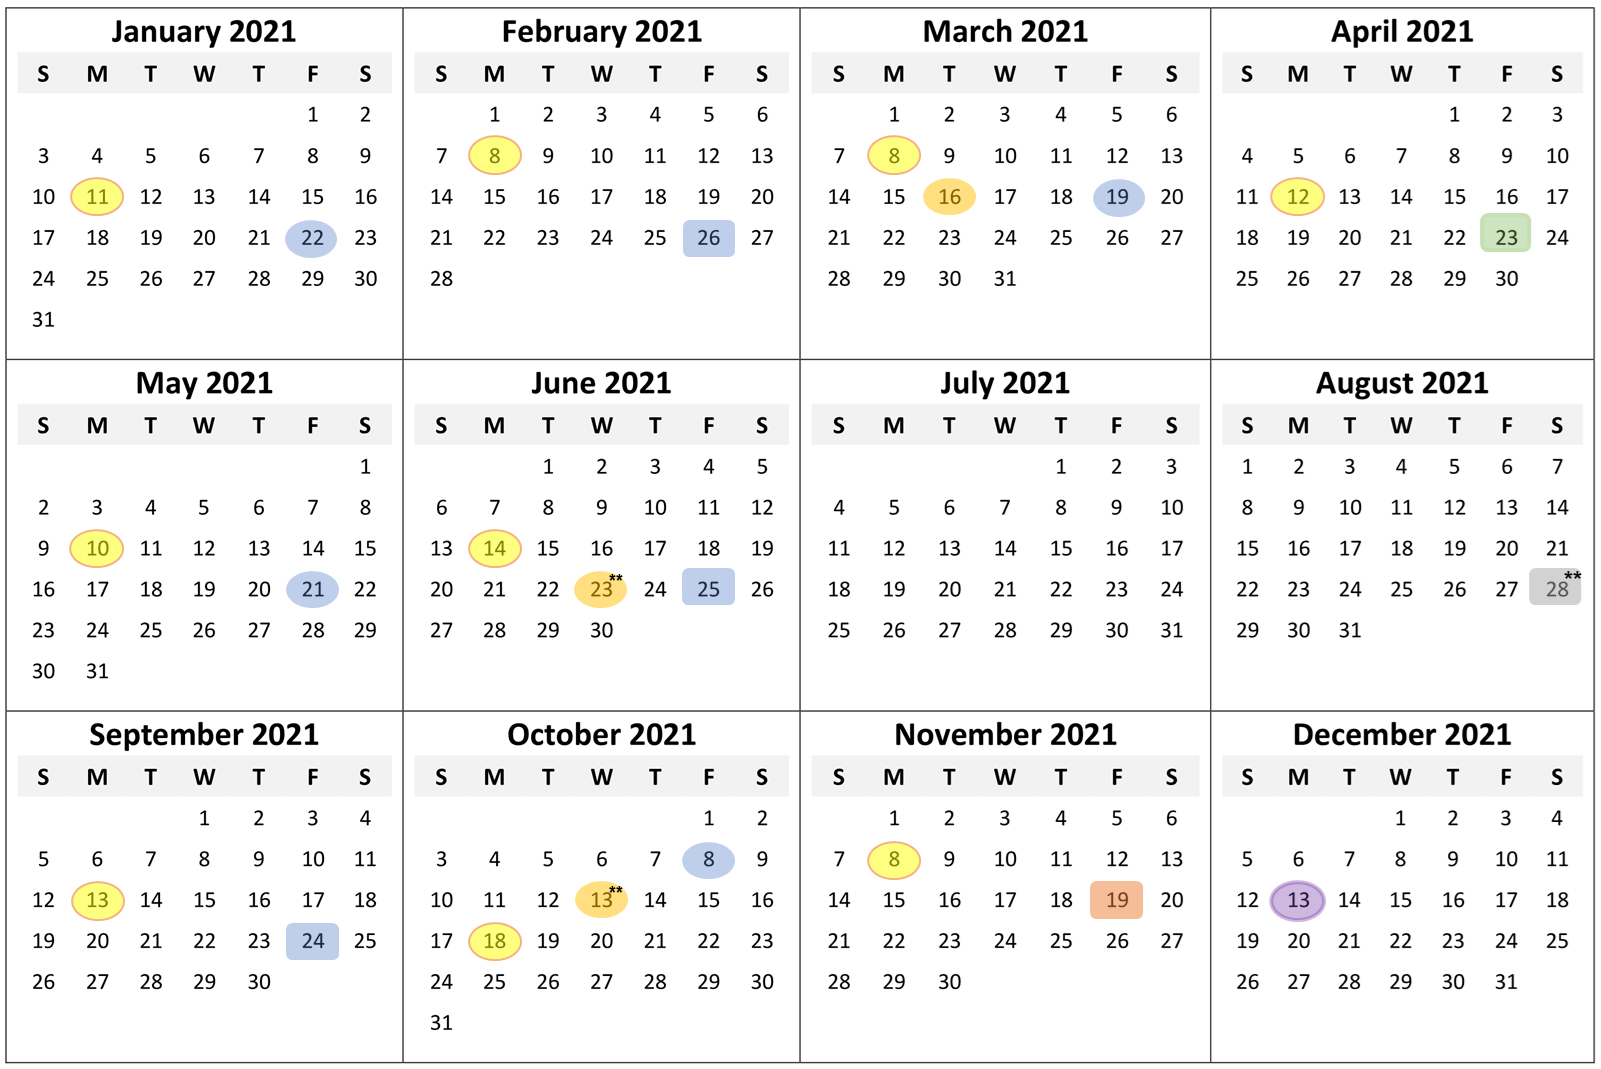 January 2021
S M T W T F S
1 2
3 4 5 6 7 8 9
10 11 12 13 14 15 16
17 18 19 20 21 22 23
24 25 26 27 28 29 30
31
February 2021
S M T W T F S
1 2 3 4 5 6
7 8 9 10 11 12 13
14 15 16 17 18 19 20
21 22 23 24 25 26 27
28
March 2021
S M T W T F S
1 2 3 4 5 6
7 8 9 10 11 12 13
14 15 16 17 18 19 20
21 22 23 24 25 26 27
28 29 30 31
April 2021
S M T W T F S
1 2 3
4 5 6 7 8 9 10
11 12 13 14 15 16 17
18 19 20 21 22 23 24
25 26 27 28 29 30
May 2021
S M T W T F S
1
2 3 4 5 6 7 8
9 10 11 12 13 14 15
16 17 18 19 20 21 22
23 24 25 26 27 28 29
30 31
June 2021
S M T W T F S
1 2 3 4 5
6 7 8 9 10 11 12
13 14 15 16 17 18 19
20 21 22 23** 24 25 26
27 28 29 30
July 2021
S M T W T F S
1 2 3
4 5 6 7 8 9 10
11 12 13 14 15 16 17
18 19 20 21 22 23 24
25 26 27 28 29 30 31
August 2021
S M T W T F S
1 2 3 4 5 6 7
8 9 10 11 12 13 14
15 16 17 18 19 20 21
22 23 24 25 26 27 28**
29 30 31
September 2021
S M T W T F S
1 2 3 4
5 6 7 8 9 10 11
12 13 14 15 16 17 18
19 20 21 22 23 24 25
26 27 28 29 30
October 2021
S M T W T F S
1 2
3 4 5 6 7 8 9
10 11 12 13** 14 15 16
17 18 19 20 21 22 23
24 25 26 27 28 29 30
31
November 2021
S M T W T F S
1 2 3 4 5 6
7 8 9 10 11 12 13
14 15 16 17 18 19 20
21 22 23 24 25 26 27
28 29 30
December 2021
S M T W T F S
1 2 3 4
5 6 7 8 9 10 11
12 13 14 15 16 17 18
19 20 21 22 23 24 25
26 27 28 29 30 31